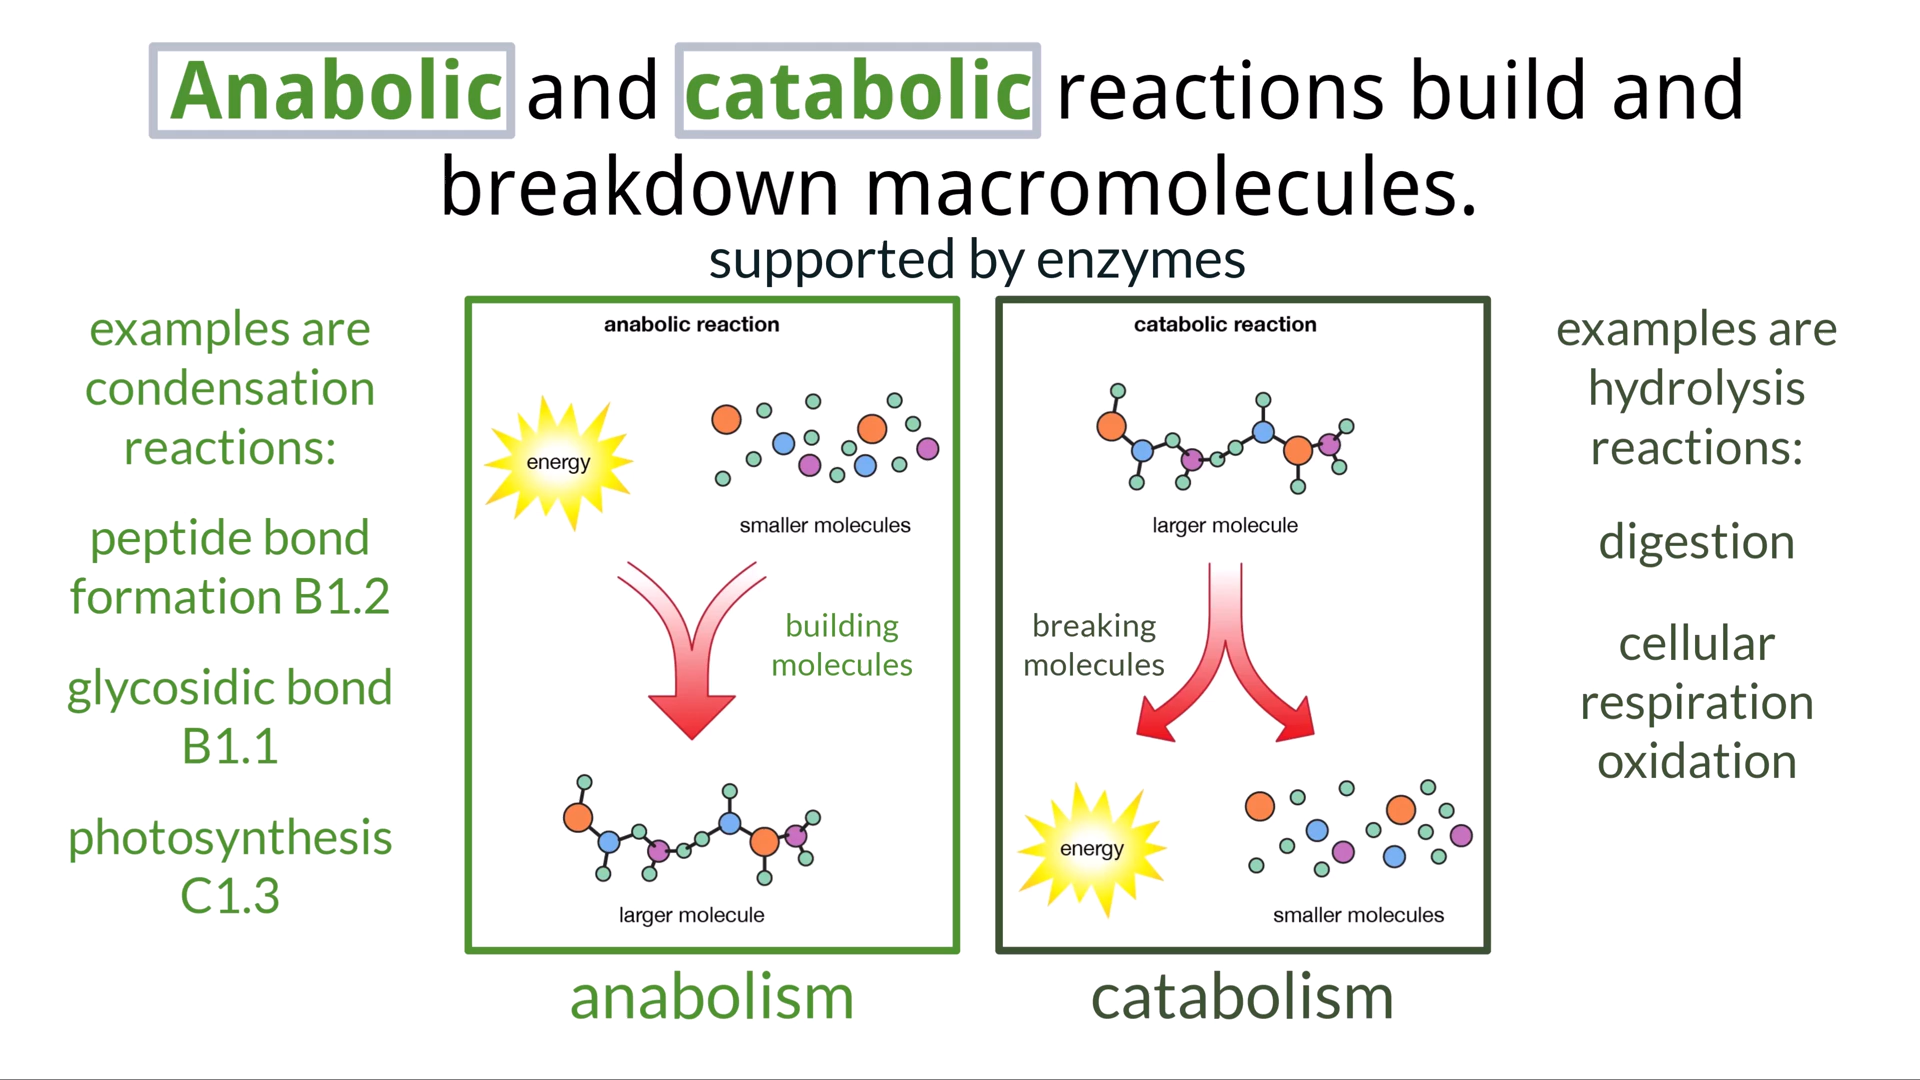 Anabolic and catabolic reactions build and
breakdown macromolecules.
supported by enzymes
examples are
condensation
reactions:
peptide bond
formation B1.2
glycosidic bond
B1.1
photosynthesis
C1.3
anabolic reaction
energy
smaller molecules
building
molecules
larger molecule
anabolism
catabolic reaction
larger molecule
breaking
molecules
energy
smaller molecules
catabolism
examples are
hydrolysis
reactions:
digestion
cellular
respiration
oxidation